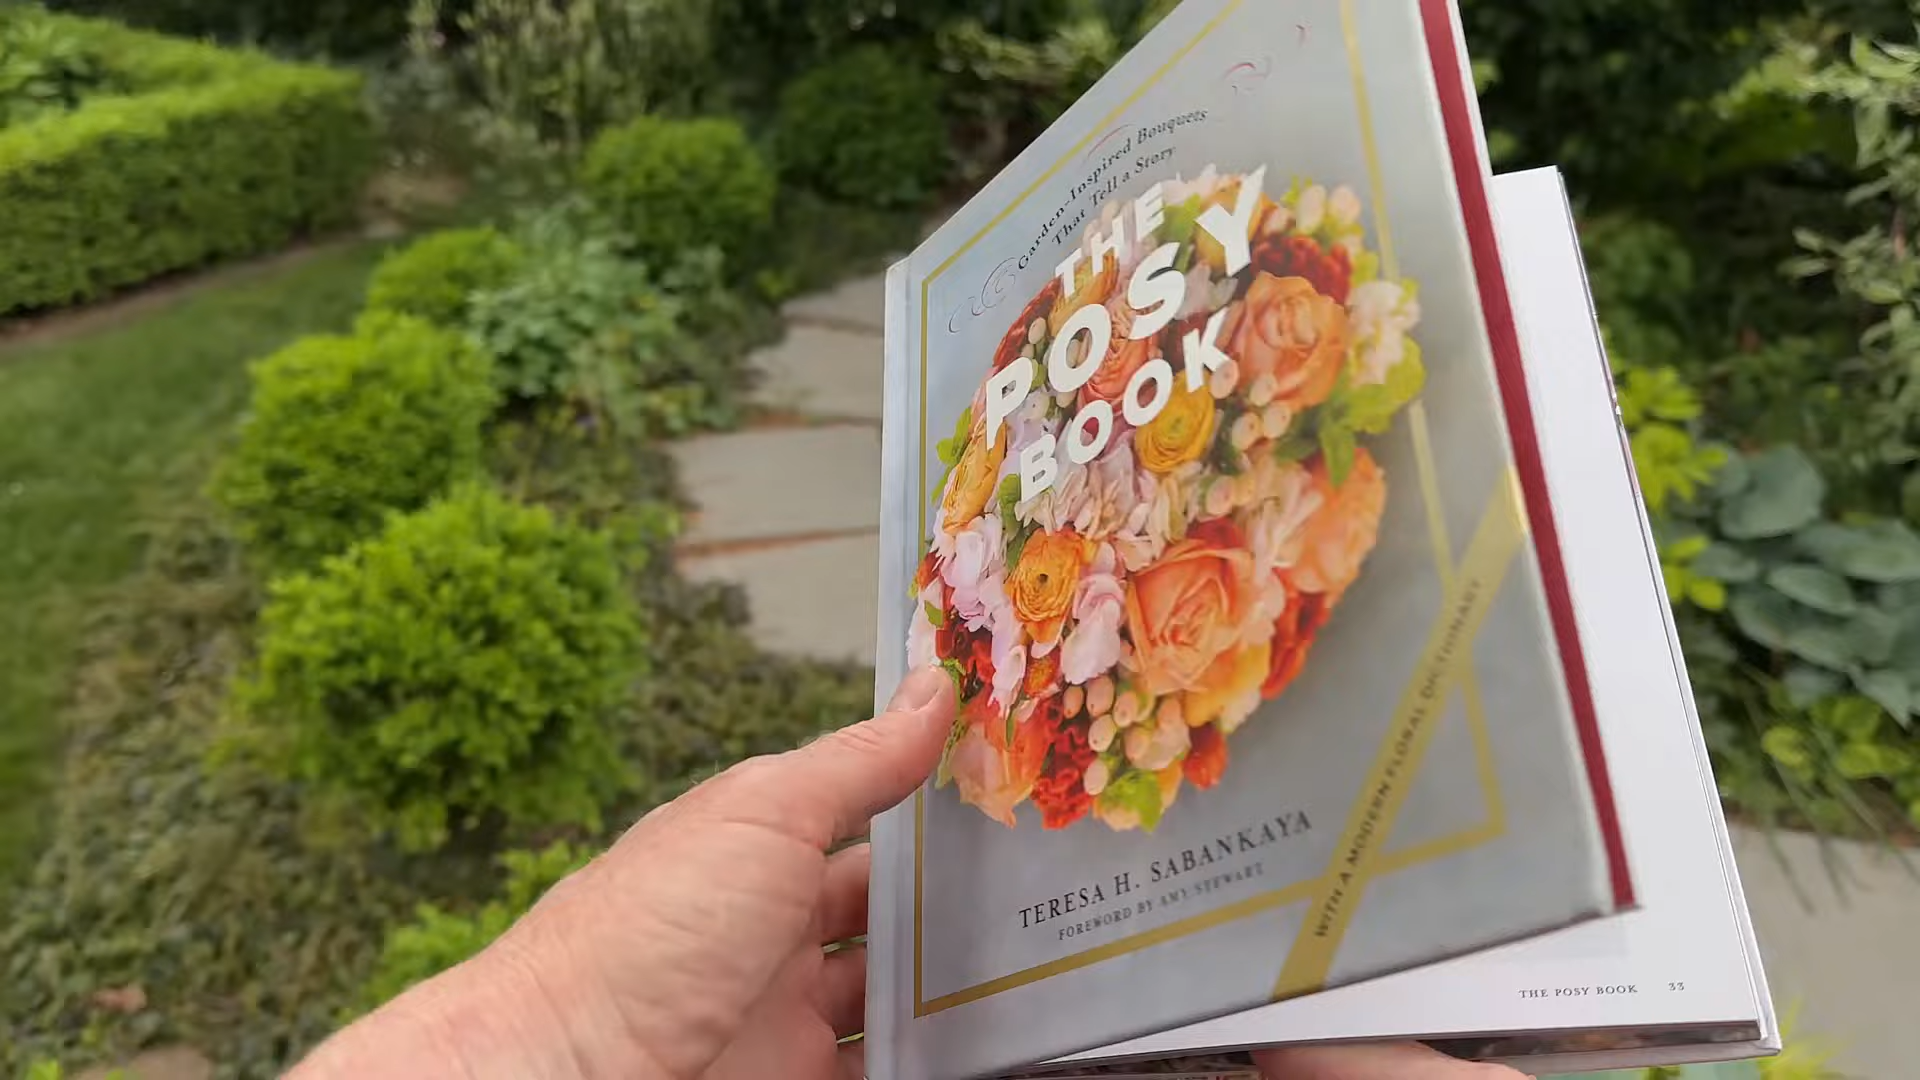 Garden-Inspired Bouquets
That Tell a Story
THE
POSY
BOOK
TERESA H. SABANKAYA
FOREWORD BY AMY STEWART
WITH A MODERN FLORAL DICTIONARY
THE POSY BOOK 33